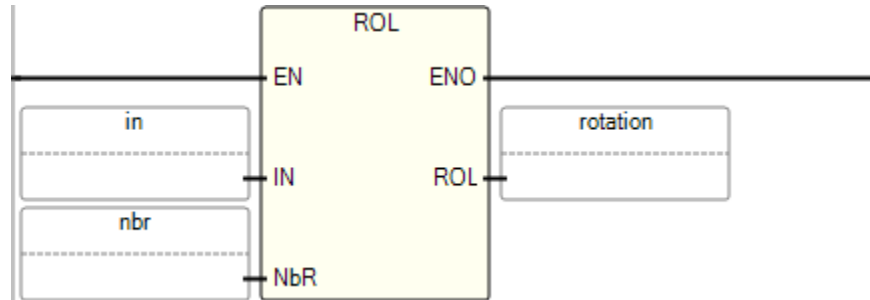 ROL
EN ENO
in
rotation
IN ROL
nbr
NbR